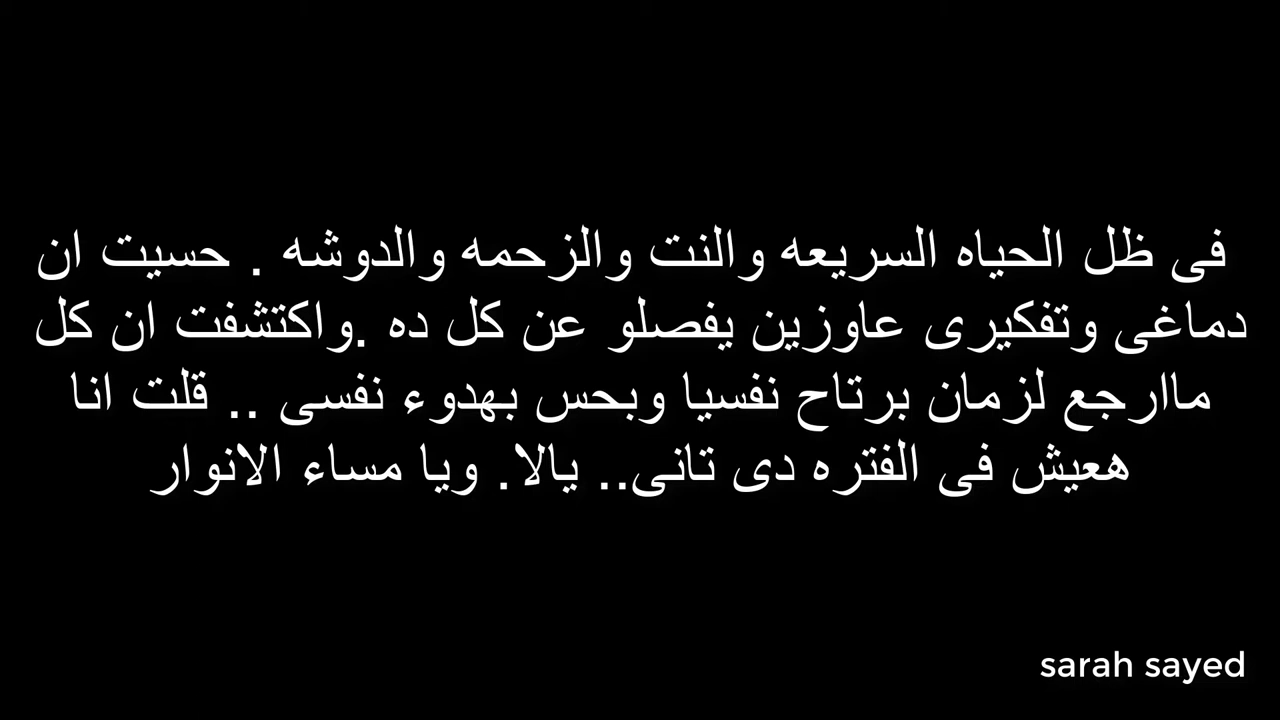 فى ظل الحياه السريعه والنت والزحمه والدوشه . حسيت ان
دماغى وتفكيرى عاوزين يفصلو عن كل ده .واكتشفت ان كل
ماارجع لزمان برتاح نفسيا وبحس بهدوء نفسى .. قلت انا
هعيش فى الفتره دى تانى.. يالا. ويا مساء الانوار
sarah sayed